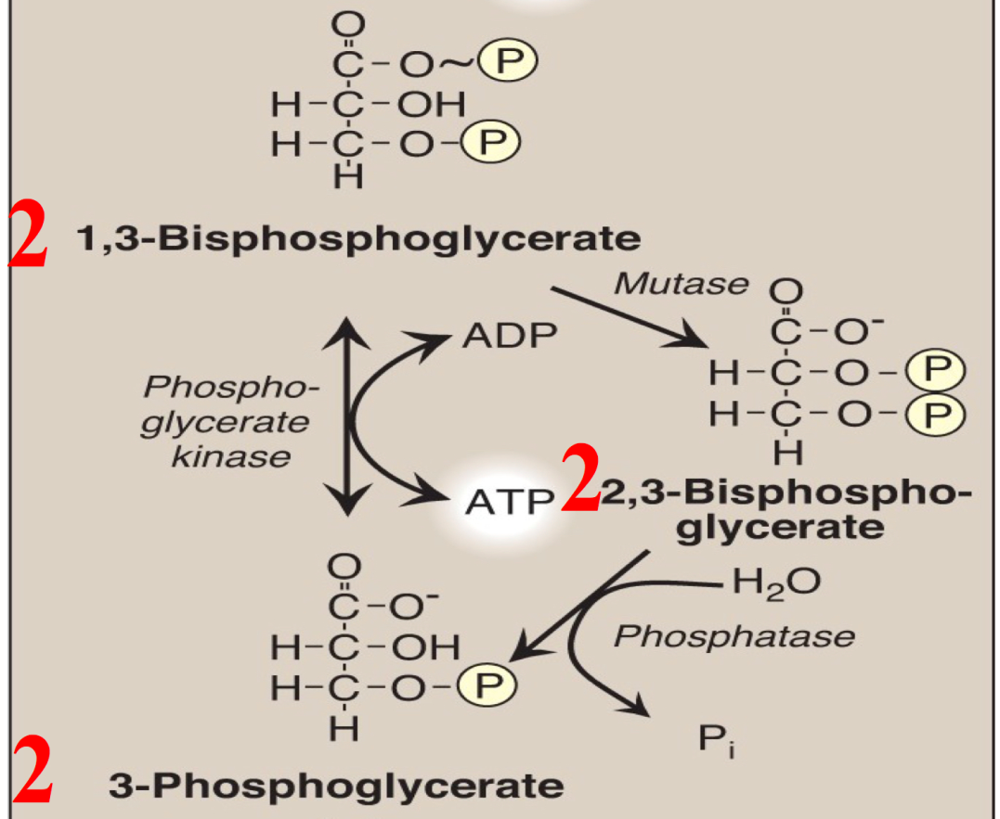 O
C-O~P
H-C-OH
H-C-O-P
H
2 1,3-Bisphosphoglycerate
Mutase
O
C-O-
H-C-O-P
H-C-O-P
H
ADP
Phospho-
glycerate
kinase
ATP
2 2,3-Bisphospho-
glycerate
H2O
Phosphatase
Pi
O
C-O-
H-C-OH
H-C-O-P
H
2 3-Phosphoglycerate